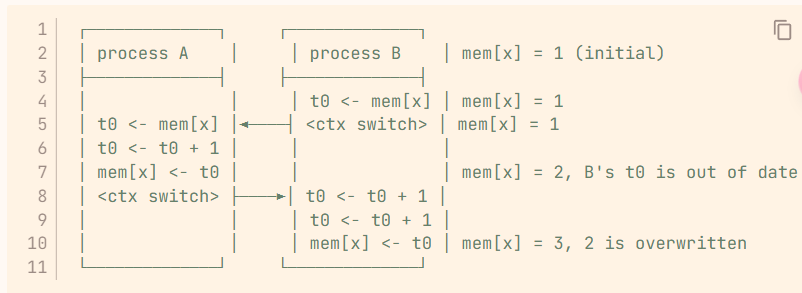 1 ┌─────────────┐     ┌─────────────┐
2 │ process A    │     │ process B    │ mem[x] = 1 (initial)
3 ├─────────────┤    ├─────────────┤
4 │              │     │ t0 <- mem[x] │ mem[x] = 1
5 │ t0 <- mem[x] │◄────┤ <ctx switch> │ mem[x] = 1
6 │ t0 <- t0 + 1 │     │              │
7 │ mem[x] <- t0 │     │              │ mem[x] = 2, B's t0 is out of date
8 │ <ctx switch> ├────►│ t0 <- t0 + 1 │
9 │              │     │ t0 <- t0 + 1 │
10 │              │     │ mem[x] <- t0 │ mem[x] = 3, 2 is overwritten
11 └─────────────┘     └─────────────┘